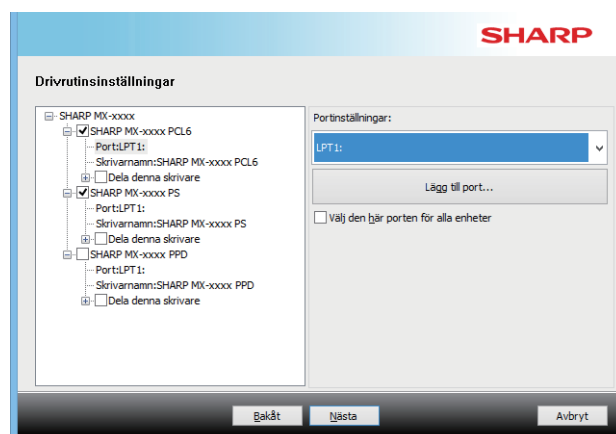 SHARP
Drivrutinsinställningar
SHARP MX-xxxx
SHARP MX-xxxx PCL6
Port:LPT1:
Skrivarnamn:SHARP MX-xxxx PCL6
Dela denna skrivare
SHARP MX-xxxx PS
Port:LPT1:
Skrivarnamn:SHARP MX-xxxx PS
Dela denna skrivare
SHARP MX-xxxx PPD
Port:LPT1:
Skrivarnamn:SHARP MX-xxxx PPD
Dela denna skrivare
Portinställningar:
LPT1:
Lägg till port...
Välj den här porten för alla enheter
Bakåt
Nästa
Avbryt